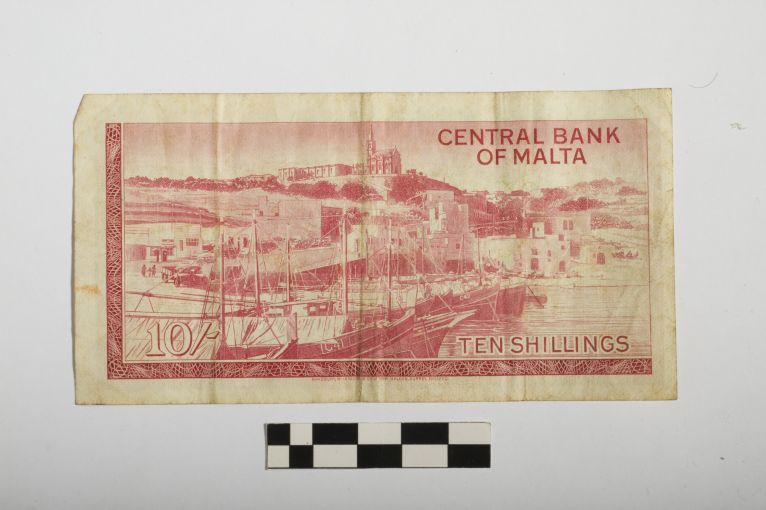 CENTRAL BANK
OF MALTA
10/-
TEN SHILLINGS